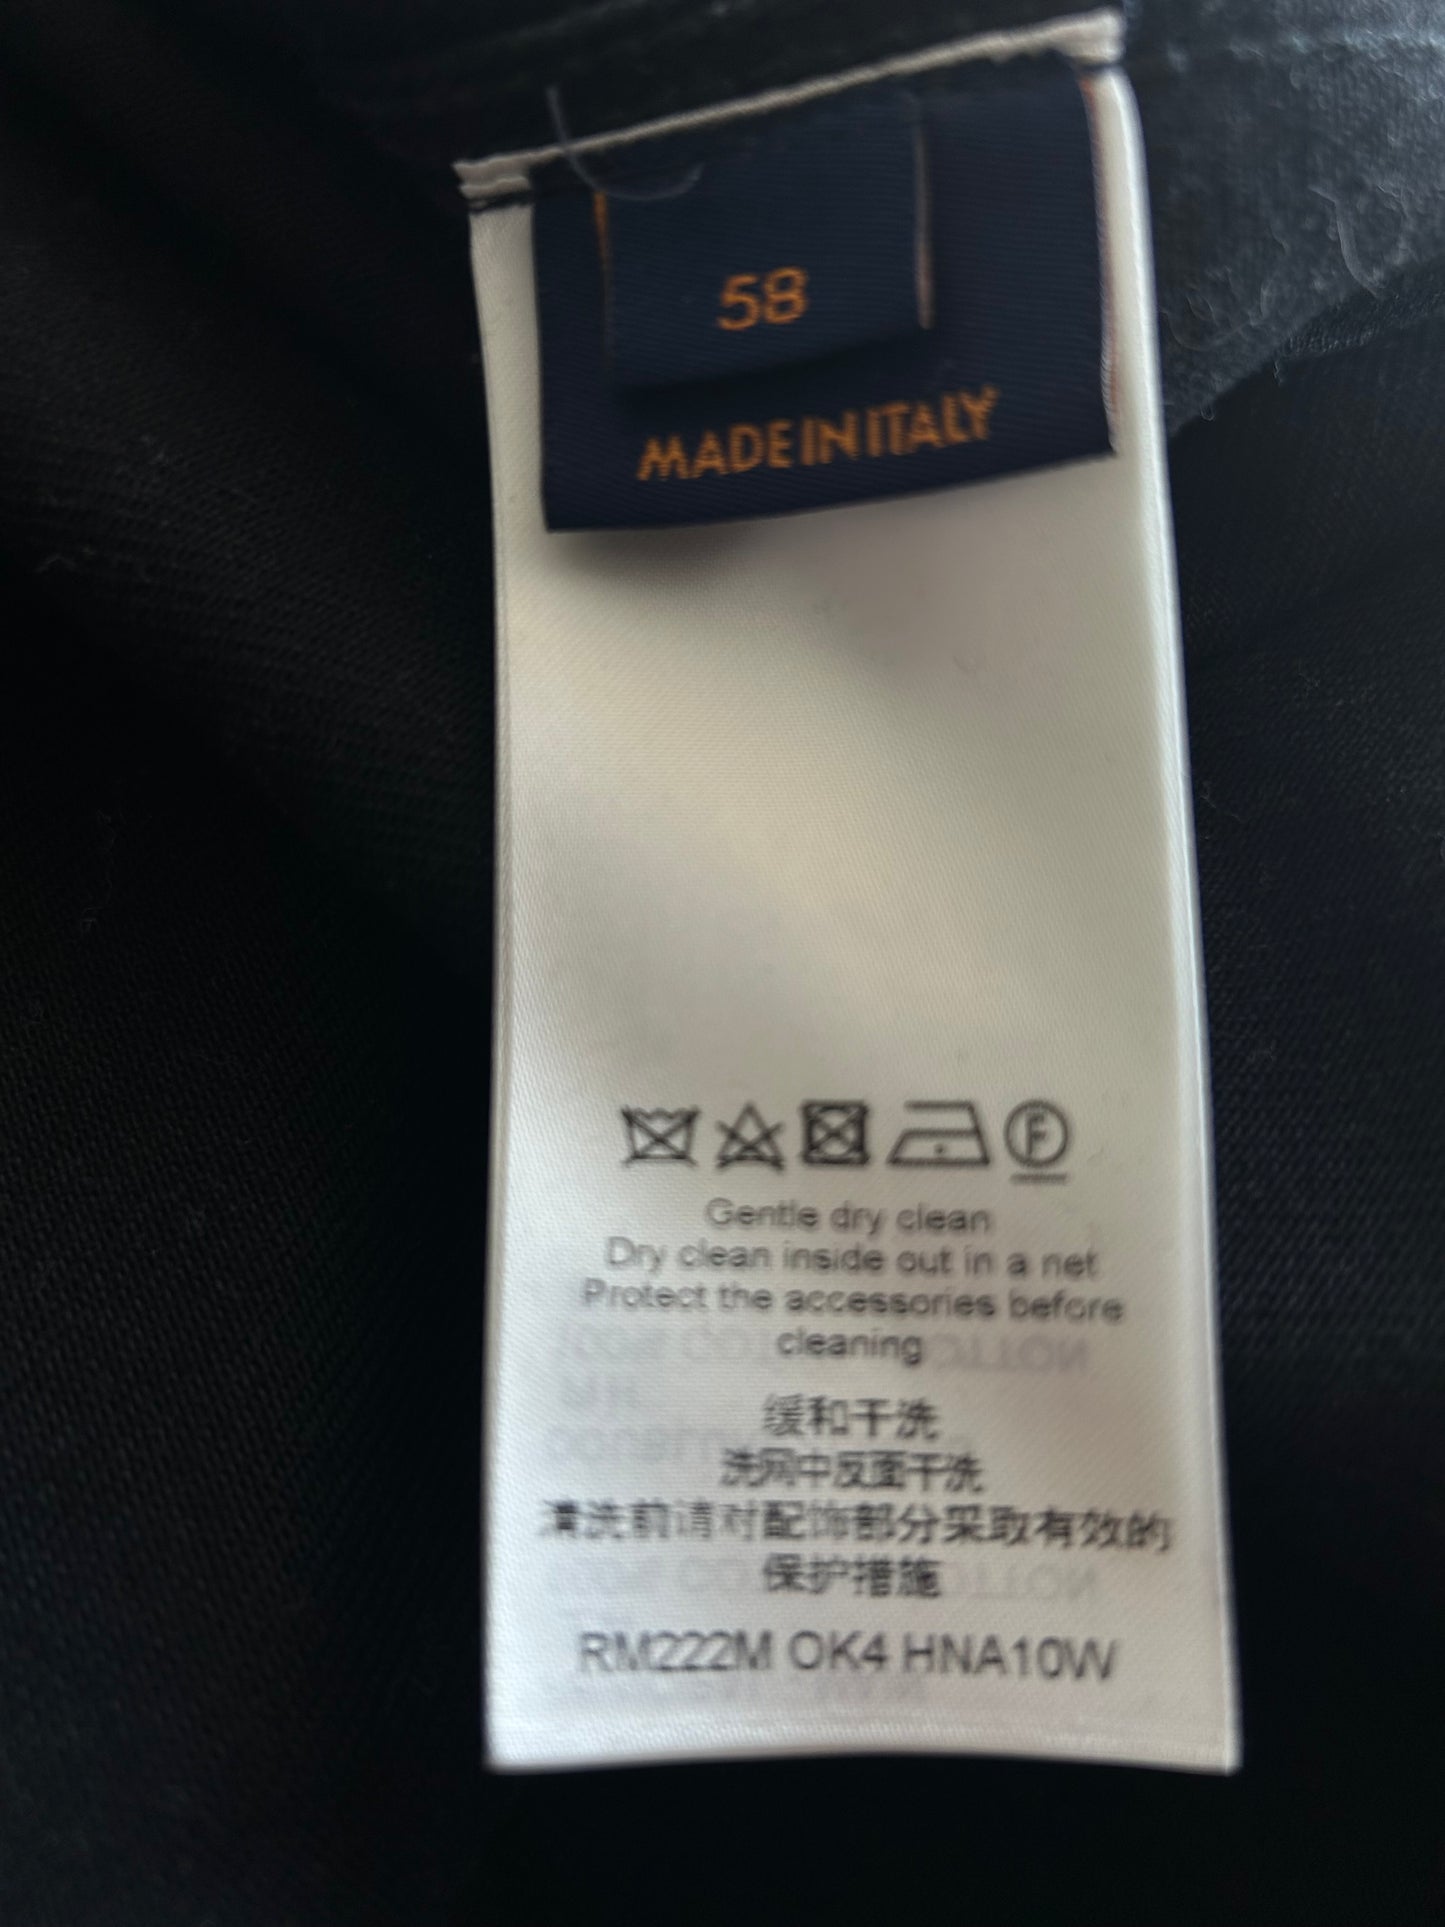 58
MADE IN ITALY
F
Gentle dry clean
Dry clean inside out in a net
Protect the accessories before
cleaning
缓和干洗
洗网中反面干洗
清洗前请对配饰部分采取有效的
保护措施
RM222M OK4 HNA10W